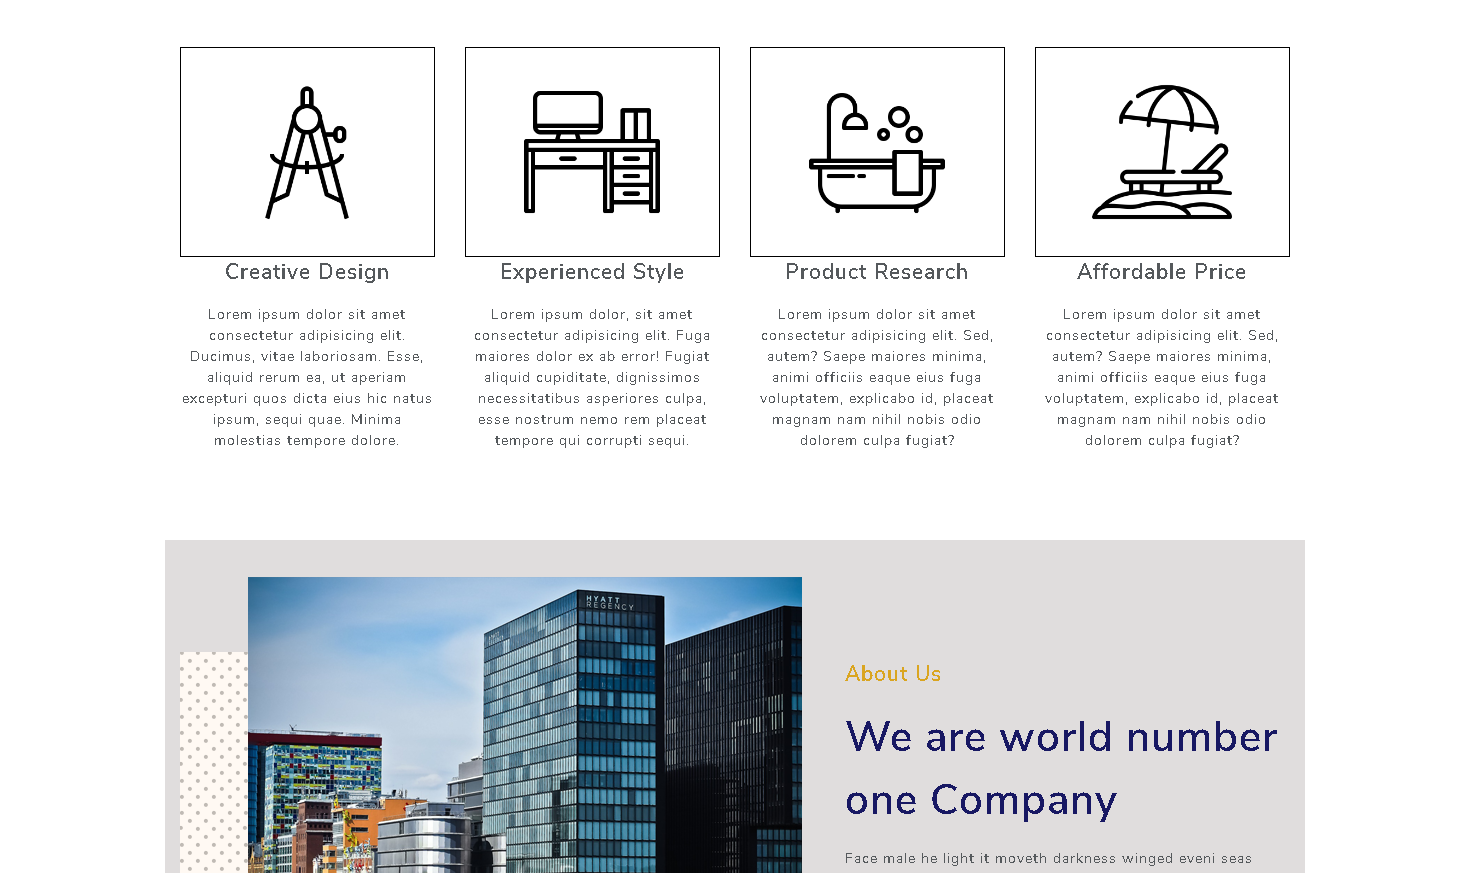 Creative Design
Lorem ipsum dolor sit amet
consectetur adipisicing elit.
Ducimus, vitae laboriosam. Esse,
aliquid rerum ea, ut aperiam
excepturi quos dicta eius hic natus
ipsum, sequi quae. Minima
molestias tempore dolore.
Experienced Style
Lorem ipsum dolor, sit amet
consectetur adipisicing elit. Fuga
maiores dolor ex ab error! Fugiat
aliquid cupiditate, dignissimos
necessitatibus asperiores culpa,
esse nostrum nemo rem placeat
tempore qui corrupti sequi.
Product Research
Lorem ipsum dolor sit amet
consectetur adipisicing elit. Sed,
autem? Saepe maiores minima,
animi officiis eaque eius fuga
voluptatem, explicabo id, placeat
magnam nam nihil nobis odio
dolorem culpa fugiat?
Affordable Price
Lorem ipsum dolor sit amet
consectetur adipisicing elit. Sed,
autem? Saepe maiores minima,
animi officiis eaque eius fuga
voluptatem, explicabo id, placeat
magnam nam nihil nobis odio
dolorem culpa fugiat?
HYATT
REGENCY
About Us
We are world number
one Company
Face male he light it moveth darkness winged eveni seas